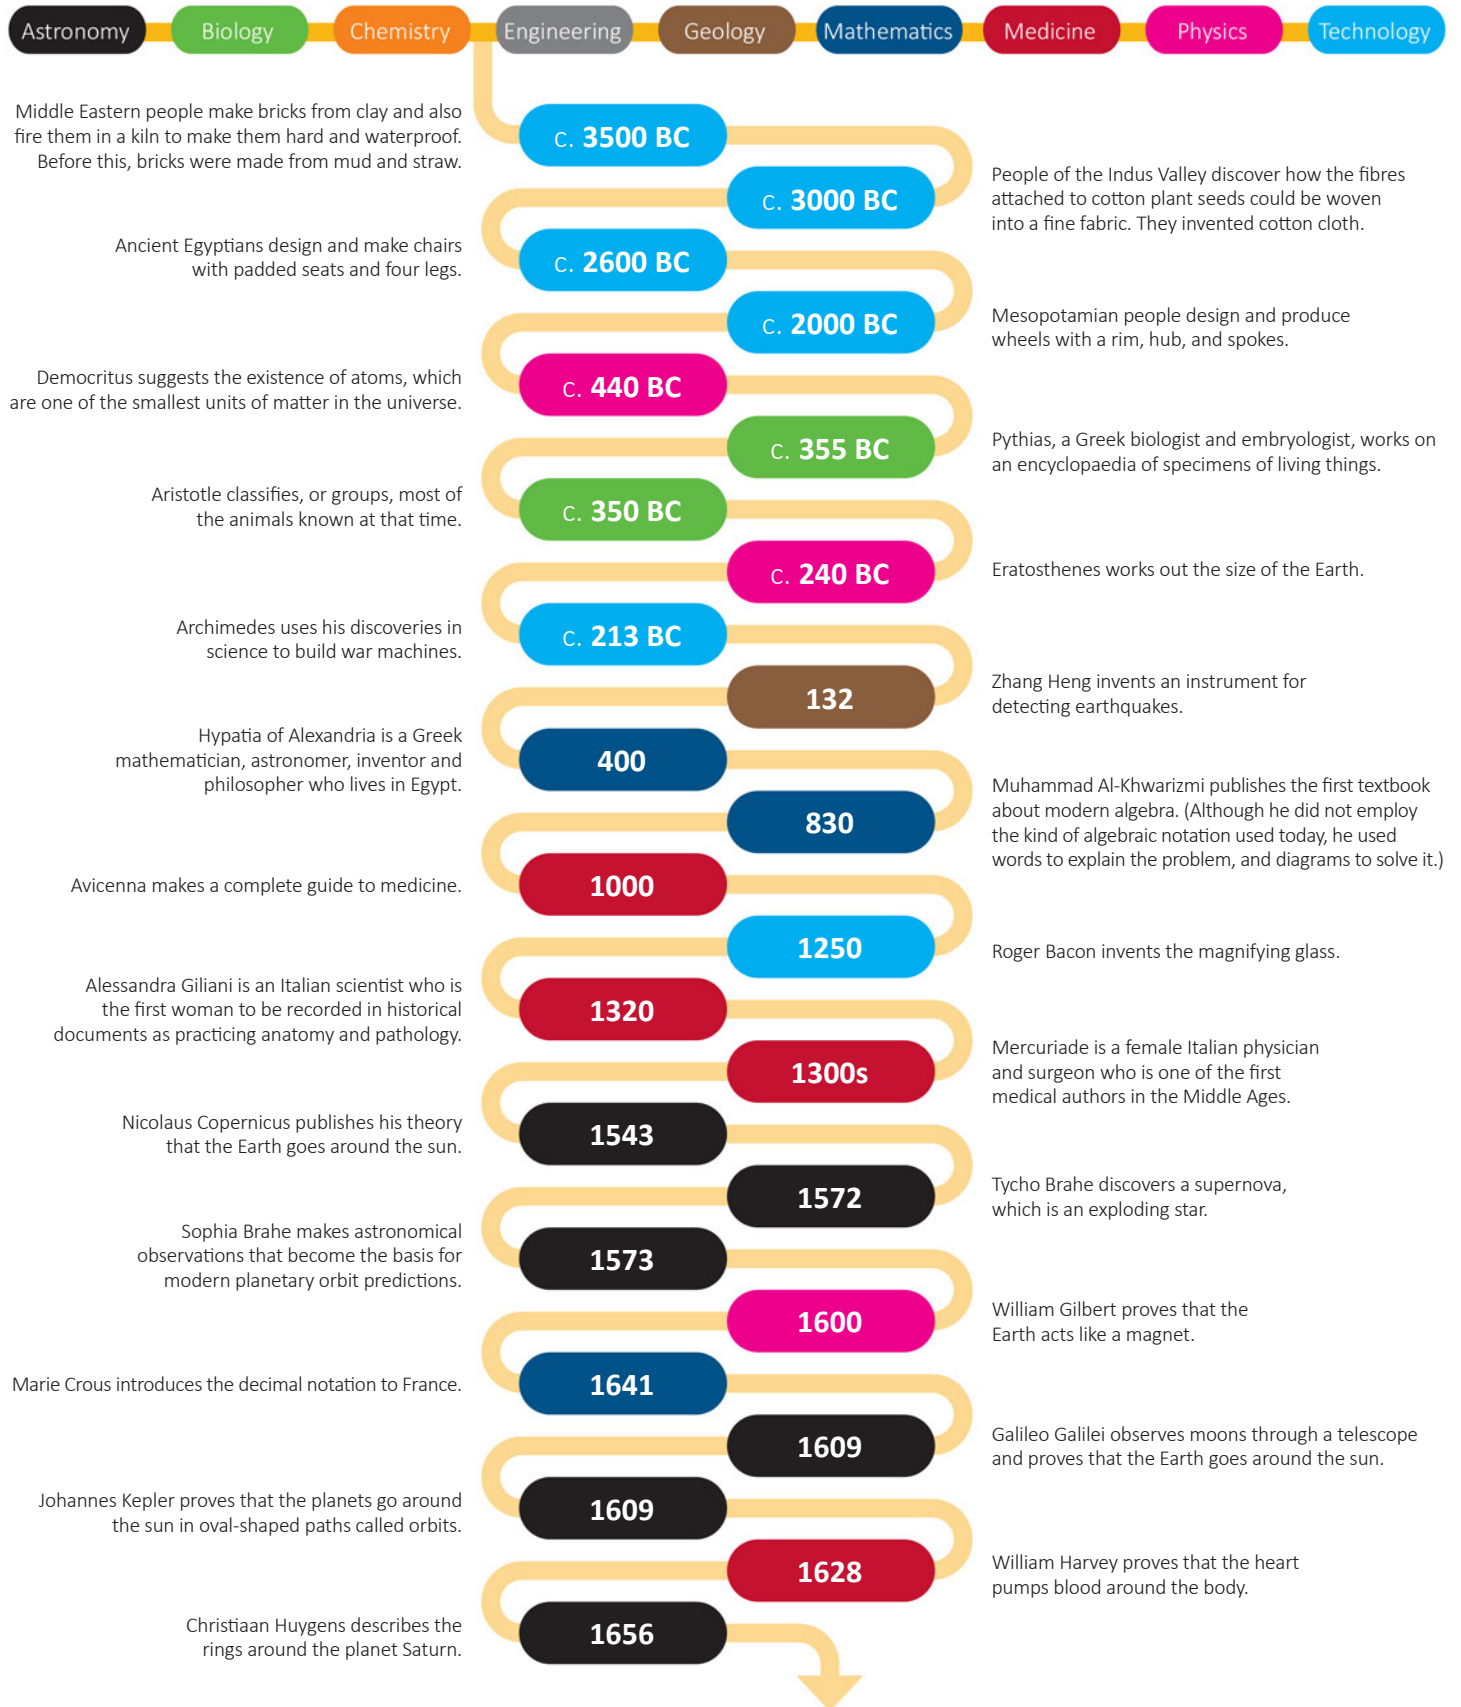 Astronomy Biology Chemistry Engineering Geology Mathematics Medicine Physics Technology
Middle Eastern people make bricks from clay and also
fire them in a kiln to make them hard and waterproof.
Before this, bricks were made from mud and straw.
c. 3500 BC
c. 3000 BC
People of the Indus Valley discover how the fibres
attached to cotton plant seeds could be woven
into a fine fabric. They invented cotton cloth.
Ancient Egyptians design and make chairs
with padded seats and four legs.
c. 2600 BC
c. 2000 BC
Mesopotamian people design and produce
wheels with a rim, hub, and spokes.
Democritus suggests the existence of atoms, which
are one of the smallest units of matter in the universe.
c. 440 BC
c. 355 BC
Pythias, a Greek biologist and embryologist, works on
an encyclopaedia of specimens of living things.
Aristotle classifies, or groups, most of
the animals known at that time.
c. 350 BC
c. 240 BC
Eratosthenes works out the size of the Earth.
Archimedes uses his discoveries in
science to build war machines.
c. 213 BC
132
Zhang Heng invents an instrument for
detecting earthquakes.
Hypatia of Alexandria is a Greek
mathematician, astronomer, inventor and
philosopher who lives in Egypt.
400
830
Muhammad Al-Khwarizmi publishes the first textbook
about modern algebra. (Although he did not employ
the kind of algebraic notation used today, he used
words to explain the problem, and diagrams to solve it.)
Avicenna makes a complete guide to medicine.
1000
1250
Roger Bacon invents the magnifying glass.
Alessandra Giliani is an Italian scientist who is
the first woman to be recorded in historical
documents as practicing anatomy and pathology.
1320
1300s
Mercuriade is a female Italian physician
and surgeon who is one of the first
medical authors in the Middle Ages.
Nicolaus Copernicus publishes his theory
that the Earth goes around the sun.
1543
1572
Tycho Brahe discovers a supernova,
which is an exploding star.
Sophia Brahe makes astronomical
observations that become the basis for
modern planetary orbit predictions.
1573
1600
William Gilbert proves that the
Earth acts like a magnet.
Marie Crous introduces the decimal notation to France.
1641
1609
Galileo Galilei observes moons through a telescope
and proves that the Earth goes around the sun.
Johannes Kepler proves that the planets go around
the sun in oval-shaped paths called orbits.
1609
1628
William Harvey proves that the heart
pumps blood around the body.
Christiaan Huygens describes the
rings around the planet Saturn.
1656